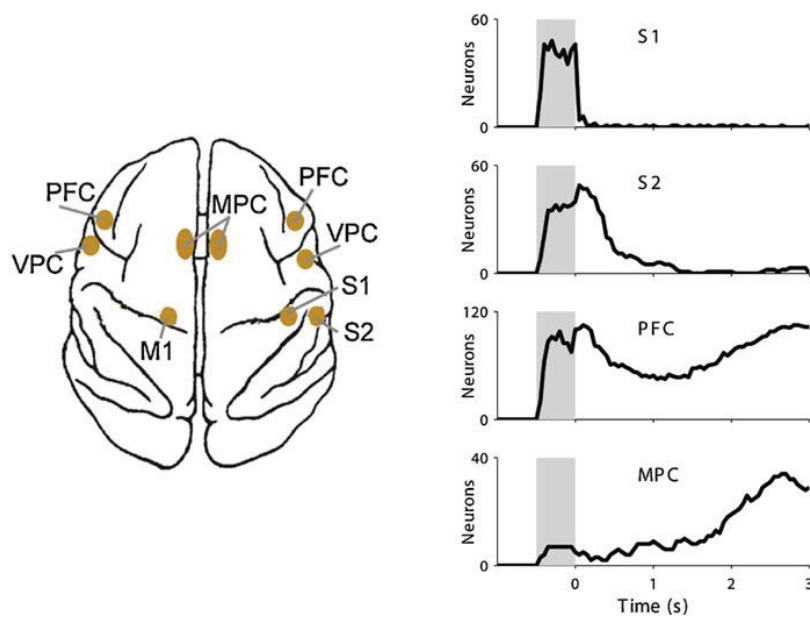 PFC
VPC
MPC
PFC
VPC
S1
S2
M1
60
Neurons
0
S1
60
Neurons
0
S2
120
Neurons
0
PFC
40
Neurons
0
MPC
0 1 2 3
Time (s)